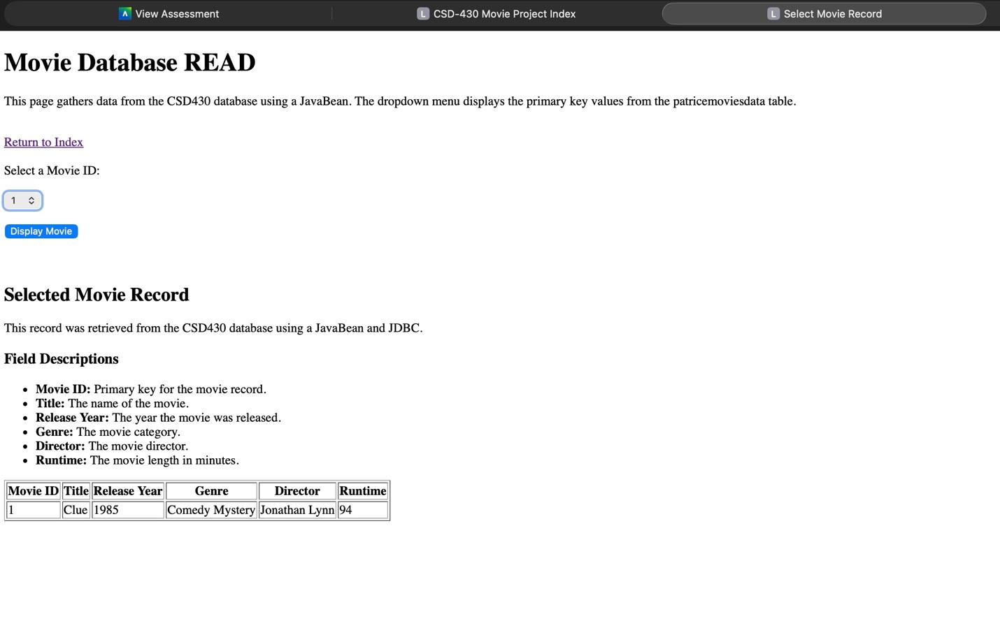 View Assessment
L CSD-430 Movie Project Index
L Select Movie Record
Movie Database READ
This page gathers data from the CSD430 database using a JavaBean. The dropdown menu displays the primary key values from the patricemoviesdata table.
Return to Index
Select a Movie ID:
1
Display Movie
Selected Movie Record
This record was retrieved from the CSD430 database using a JavaBean and JDBC.
Field Descriptions
• Movie ID: Primary key for the movie record.
• Title: The name of the movie.
• Release Year: The year the movie was released.
• Genre: The movie category.
• Director: The movie director.
• Runtime: The movie length in minutes.
Movie ID Title Release Year Genre Director Runtime
1 Clue 1985 Comedy Mystery Jonathan Lynn 94